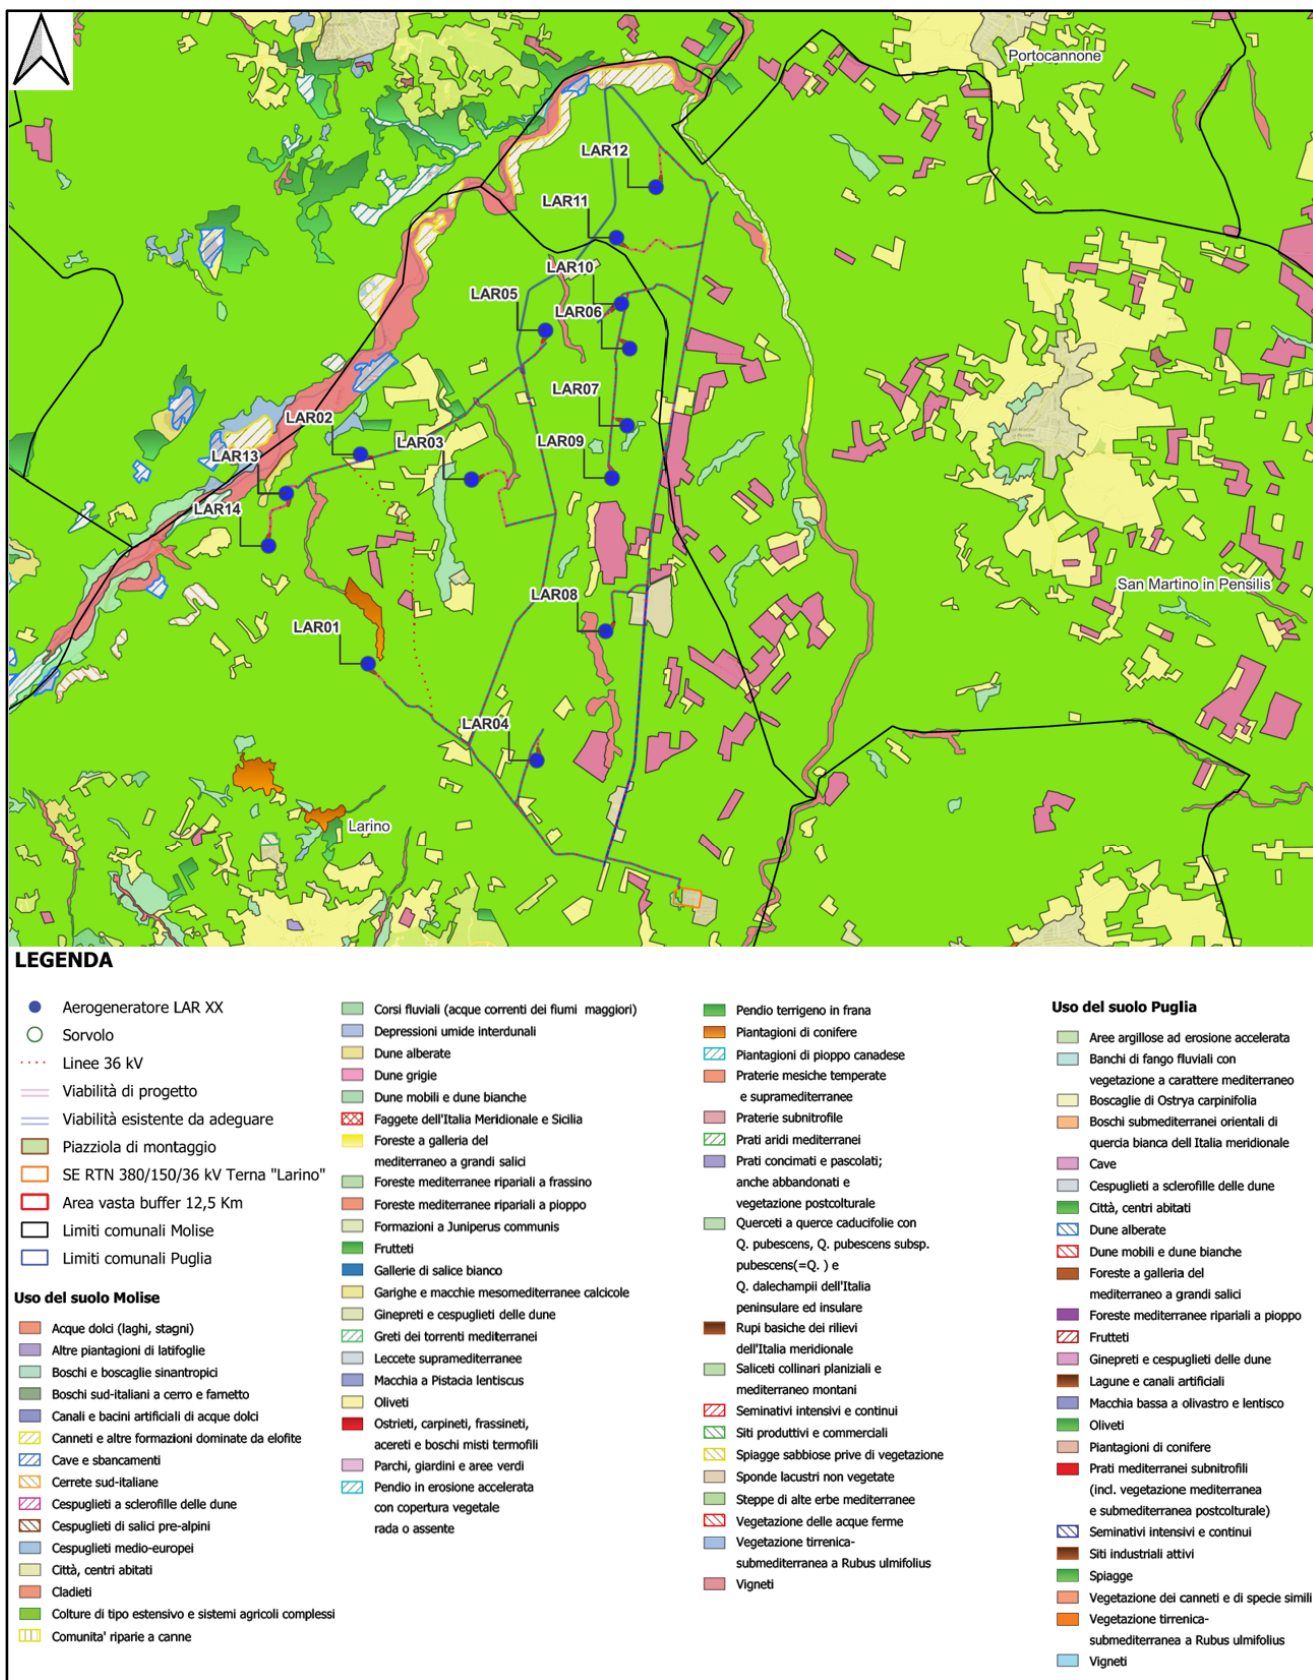 Portocannone
LAR12
LAR11
LAR10
LAR05
LAR06
LAR07
LAR02
LAR03
LAR09
LAR13
LAR14
San Martino in Pensilis
LAR08
LAR01
LAR04
Larino
LEGENDA
Aerogeneratore LAR XX
Sorvolo
Linee 36 kV
Viabilità di progetto
Viabilità esistente da adeguare
Piazziola di montaggio
SE RTN 380/150/36 kV Terna "Larino"
Area vasta buffer 12,5 Km
Limiti comunali Molise
Limiti comunali Puglia
Uso del suolo Molise
Acque dolci (laghi, stagni)
Altre piantagioni di latifoglie
Boschi e boscaglie sinantropici
Boschi sud-italiani a cerro e farnetto
Canali e bacini artificiali di acque dolci
Canneti e altre formazioni dominate da elofite
Cave e sbancamenti
Cerrete sud-italiane
Cespuglieti a sclerofille delle dune
Cespuglieti di salici pre-alpini
Cespuglieti medio-europei
Città, centri abitati
Cladieti
Colture di tipo estensivo e sistemi agricoli complessi
Comunita' riparie a canne
Corsi fluviali (acque correnti dei fiumi maggiori)
Depressioni umide interdunali
Dune alberate
Dune grigie
Dune mobili e dune bianche
Faggete dell'Italia Meridionale e Sicilia
Foreste a galleria del
mediterraneo a grandi salici
Foreste mediterranee ripariali a frassino
Foreste mediterranee ripariali a pioppo
Formazioni a Juniperus communis
Frutteti
Gallerie di salice bianco
Garighe e macchie mesomediterranee calcicole
Ginepreti e cespuglieti delle dune
Greti dei torrenti mediterranei
Leccete supramediterranee
Macchia a Pistacia lentiscus
Oliveti
Ostrieti, carpineti, frassineti,
acereti e boschi misti termofili
Parchi, giardini e aree verdi
Pendio in erosione accelerata
con copertura vegetale
rada o assente
Pendio terrigeno in frana
Piantagioni di conifere
Piantagioni di pioppo canadese
Praterie mesiche temperate
e supramediterranee
Praterie subnitrofile
Prati aridi mediterranei
Prati concimati e pascolati;
anche abbandonati e
vegetazione postcolturale
Querceti a querce caducifolie con
Q. pubescens, Q. pubescens subsp.
pubescens(=Q. ) e
Q. dalechampii dell'Italia
peninsulare ed insulare
Rupi basiche dei rilievi
dell'Italia meridionale
Saliceti collinari planiziali e
mediterraneo montani
Seminativi intensivi e continui
Siti produttivi e commerciali
Spiagge sabbiose prive di vegetazione
Sponde lacustri non vegetate
Steppe di alte erbe mediterranee
Vegetazione delle acque ferme
Vegetazione tirrenica-
submediterranea a Rubus ulmifolius
Vigneti
Uso del suolo Puglia
Aree argillose ad erosione accelerata
Banchi di fango fluviali con
vegetazione a carattere mediterraneo
Boscaglie di Ostrya carpinifolia
Boschi submediterranei orientali di
quercia bianca dell Italia meridionale
Cave
Cespuglieti a sclerofille delle dune
Città, centri abitati
Dune alberate
Dune mobili e dune bianche
Foreste a galleria del
mediterraneo a grandi salici
Foreste mediterranee ripariali a pioppo
Frutteti
Ginepreti e cespuglieti delle dune
Lagune e canali artificiali
Macchia bassa a olivastro e lentisco
Oliveti
Piantagioni di conifere
Prati mediterranei subnitrofili
(incl. vegetazione mediterranea
e submediterranea postcolturale)
Seminativi intensivi e continui
Siti industriali attivi
Spiagge
Vegetazione dei canneti e di specie simili
Vegetazione tirrenica-
submediterranea a Rubus ulmifolius
Vigneti